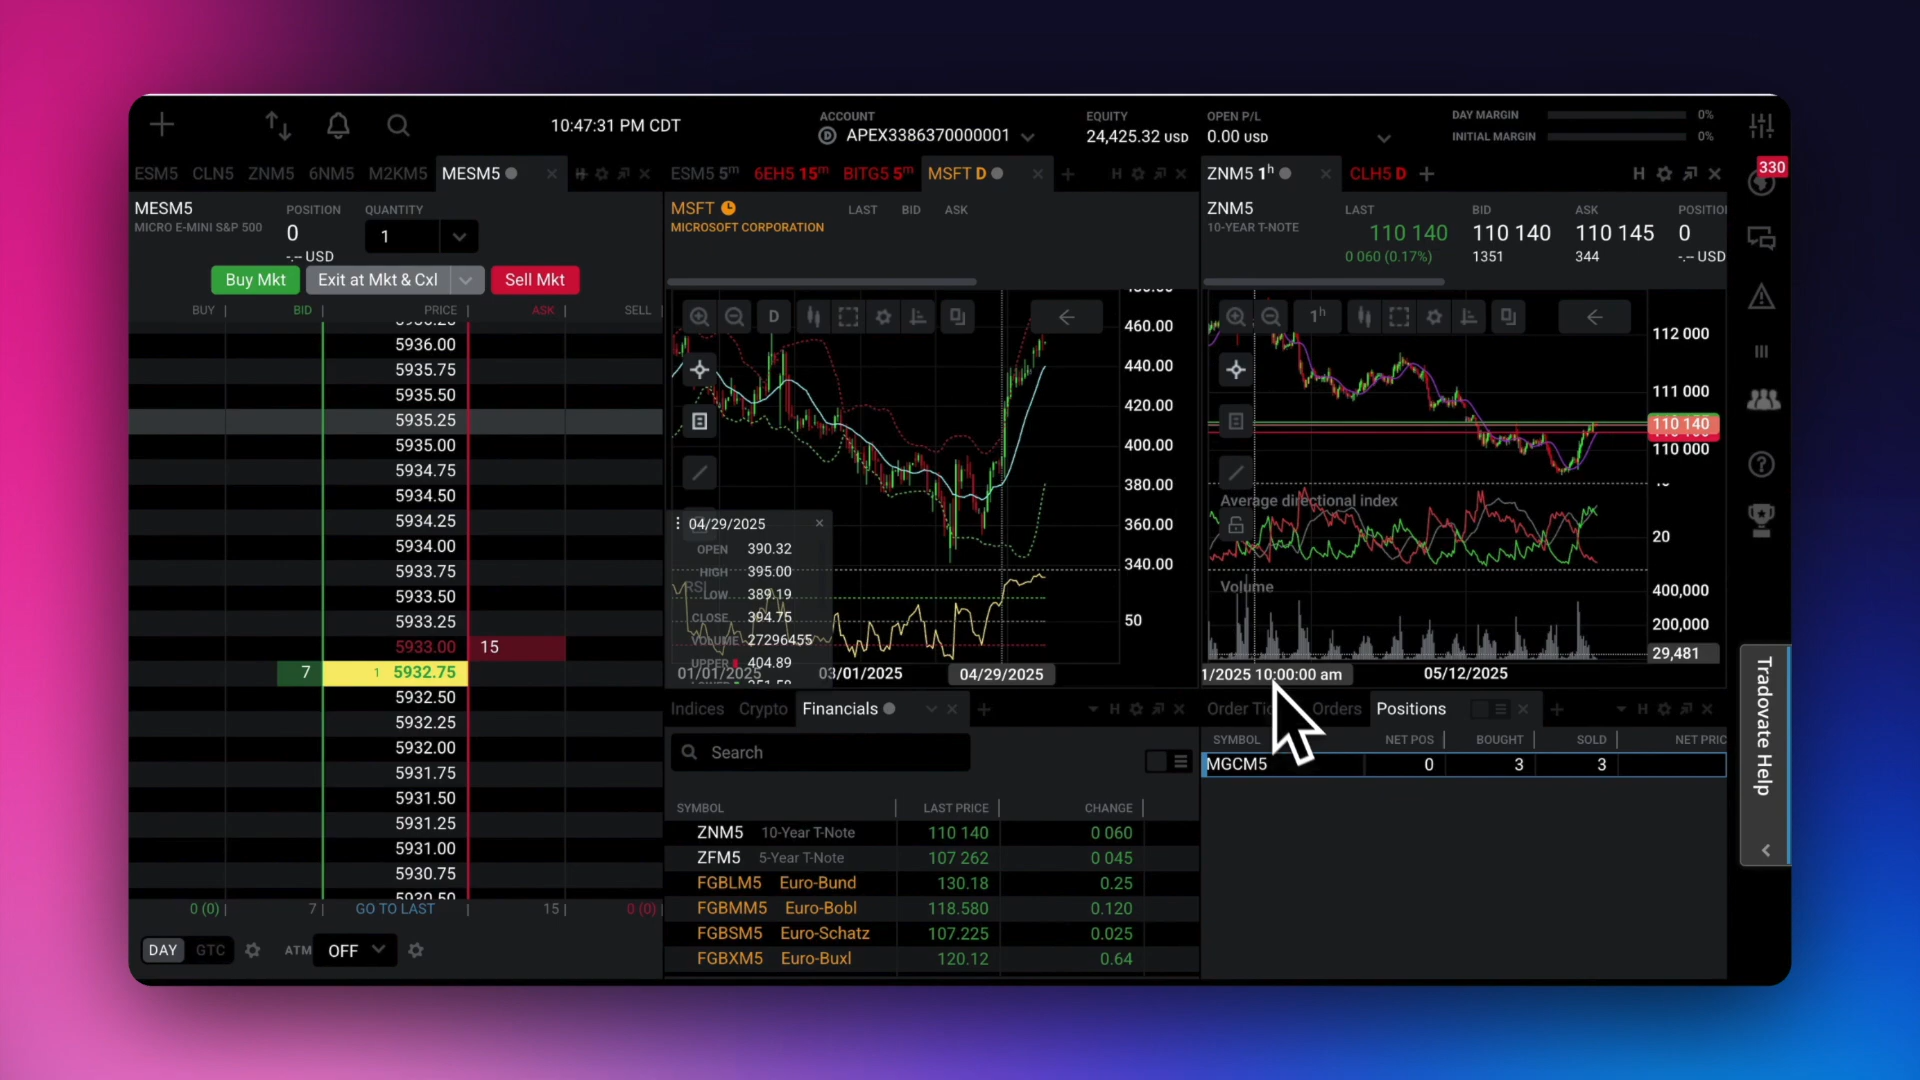 10:47:31 PM CDT
ACCOUNT
APEX3386370000001
EQUITY
24,425.32 USD
OPEN P/L
0.00 USD
DAY MARGIN 0%
INITIAL MARGIN 0%
330
ESM5 CLN5 ZNM5 6NM5 M2KM5 MESM5
MESM5
MICRO E-MINI S&P 500
POSITION
0
-.-- USD
QUANTITY
1
Buy Mkt Exit at Mkt & Cxl Sell Mkt
BUY BID PRICE ASK SELL
5936.00
5935.75
5935.50
5935.25
5935.00
5934.75
5934.50
5934.25
5934.00
5933.75
5933.50
5933.25
5933.00 15
7 1 5932.75
5932.50
5932.25
5932.00
5931.75
5931.50
5931.25
5931.00
5930.75
5930.50
0 (0) 7 GO TO LAST 15 0 (0)
DAY GTC ATM OFF
ESM5 5m 6EH5 15m BITG5 5m MSFT D H
MSFT
MICROSOFT CORPORATION
LAST BID ASK
D
460.00
440.00
420.00
400.00
380.00
360.00
340.00
50
04/29/2025
OPEN 390.32
HIGH 395.00
RSI
LOW 389.19
CLOSE 394.75
VOLUME 27296455
UPPER 404.89
01/01/2025 03/01/2025 04/29/2025
Indices Crypto Financials H
Search
SYMBOL LAST PRICE CHANGE
ZNM5 10-Year T-Note 110 140 0 060
ZFM5 5-Year T-Note 107 262 0 045
FGBLM5 Euro-Bund 130.18 0.25
FGBMM5 Euro-Bobl 118.580 0.120
FGBSM5 Euro-Schatz 107.225 0.025
FGBXM5 Euro-Buxl 120.12 0.64
ZNM5 1h CLH5 D H
ZNM5
10-YEAR T-NOTE
LAST
110 140
0 060 (0.17%)
BID
110 140
1351
ASK
110 145
344
0
-.-- USD
1h
112 000
111 000
110 140
110 000
Average directional index
20
Volume
400,000
200,000
29,481
1/2025 10:00:00 am 05/12/2025
Order Orders Positions H
SYMBOL NET POS BOUGHT SOLD NET
MGCM5 0 3 3
Tradovate Help